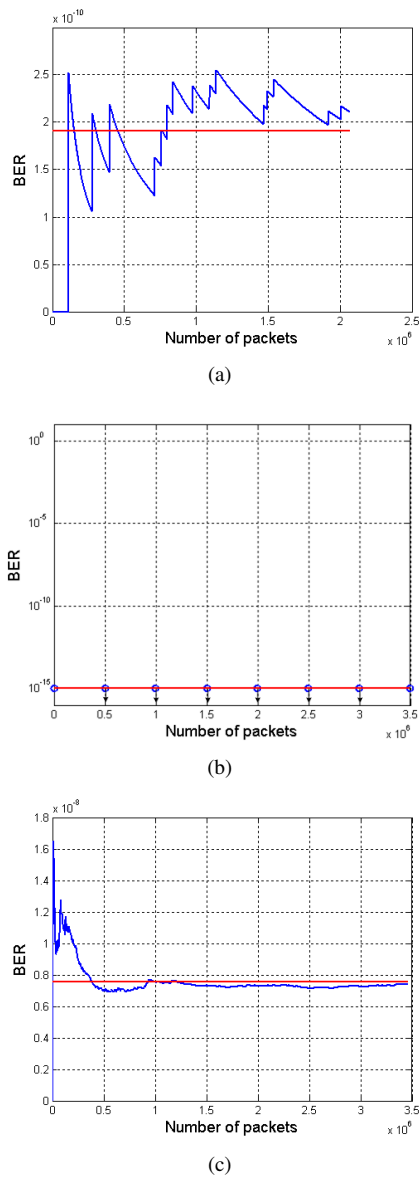 x 10^-10
2.5
2
1.5
1
0.5
0
BER
0 0.5 1 1.5 2 2.5
Number of packets
x 10^6
(a)
10^0
10^-5
10^-10
10^-15
BER
0 0.5 1 1.5 2 2.5 3 3.5
Number of packets
x 10^6
(b)
x 10^-8
1.8
1.6
1.4
1.2
1
0.8
0.6
0.4
0.2
0
BER
0 0.5 1 1.5 2 2.5 3 3.5
Number of packets
x 10^6
(c)